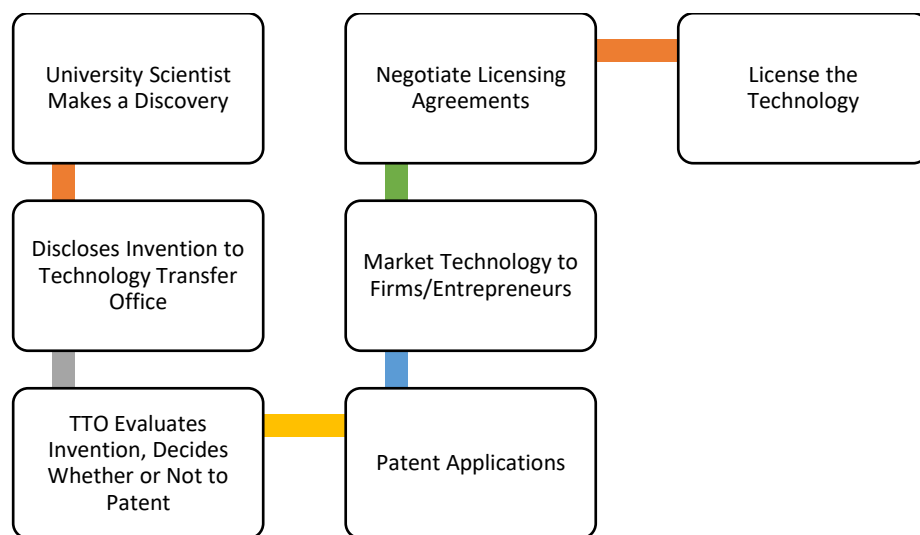 University Scientist
Makes a Discovery
Discloses Invention to
Technology Transfer
Office
TTO Evaluates
Invention, Decides
Whether or Not to
Patent
Patent Applications
Market Technology to
Firms/Entrepreneurs
Negotiate Licensing
Agreements
License the
Technology